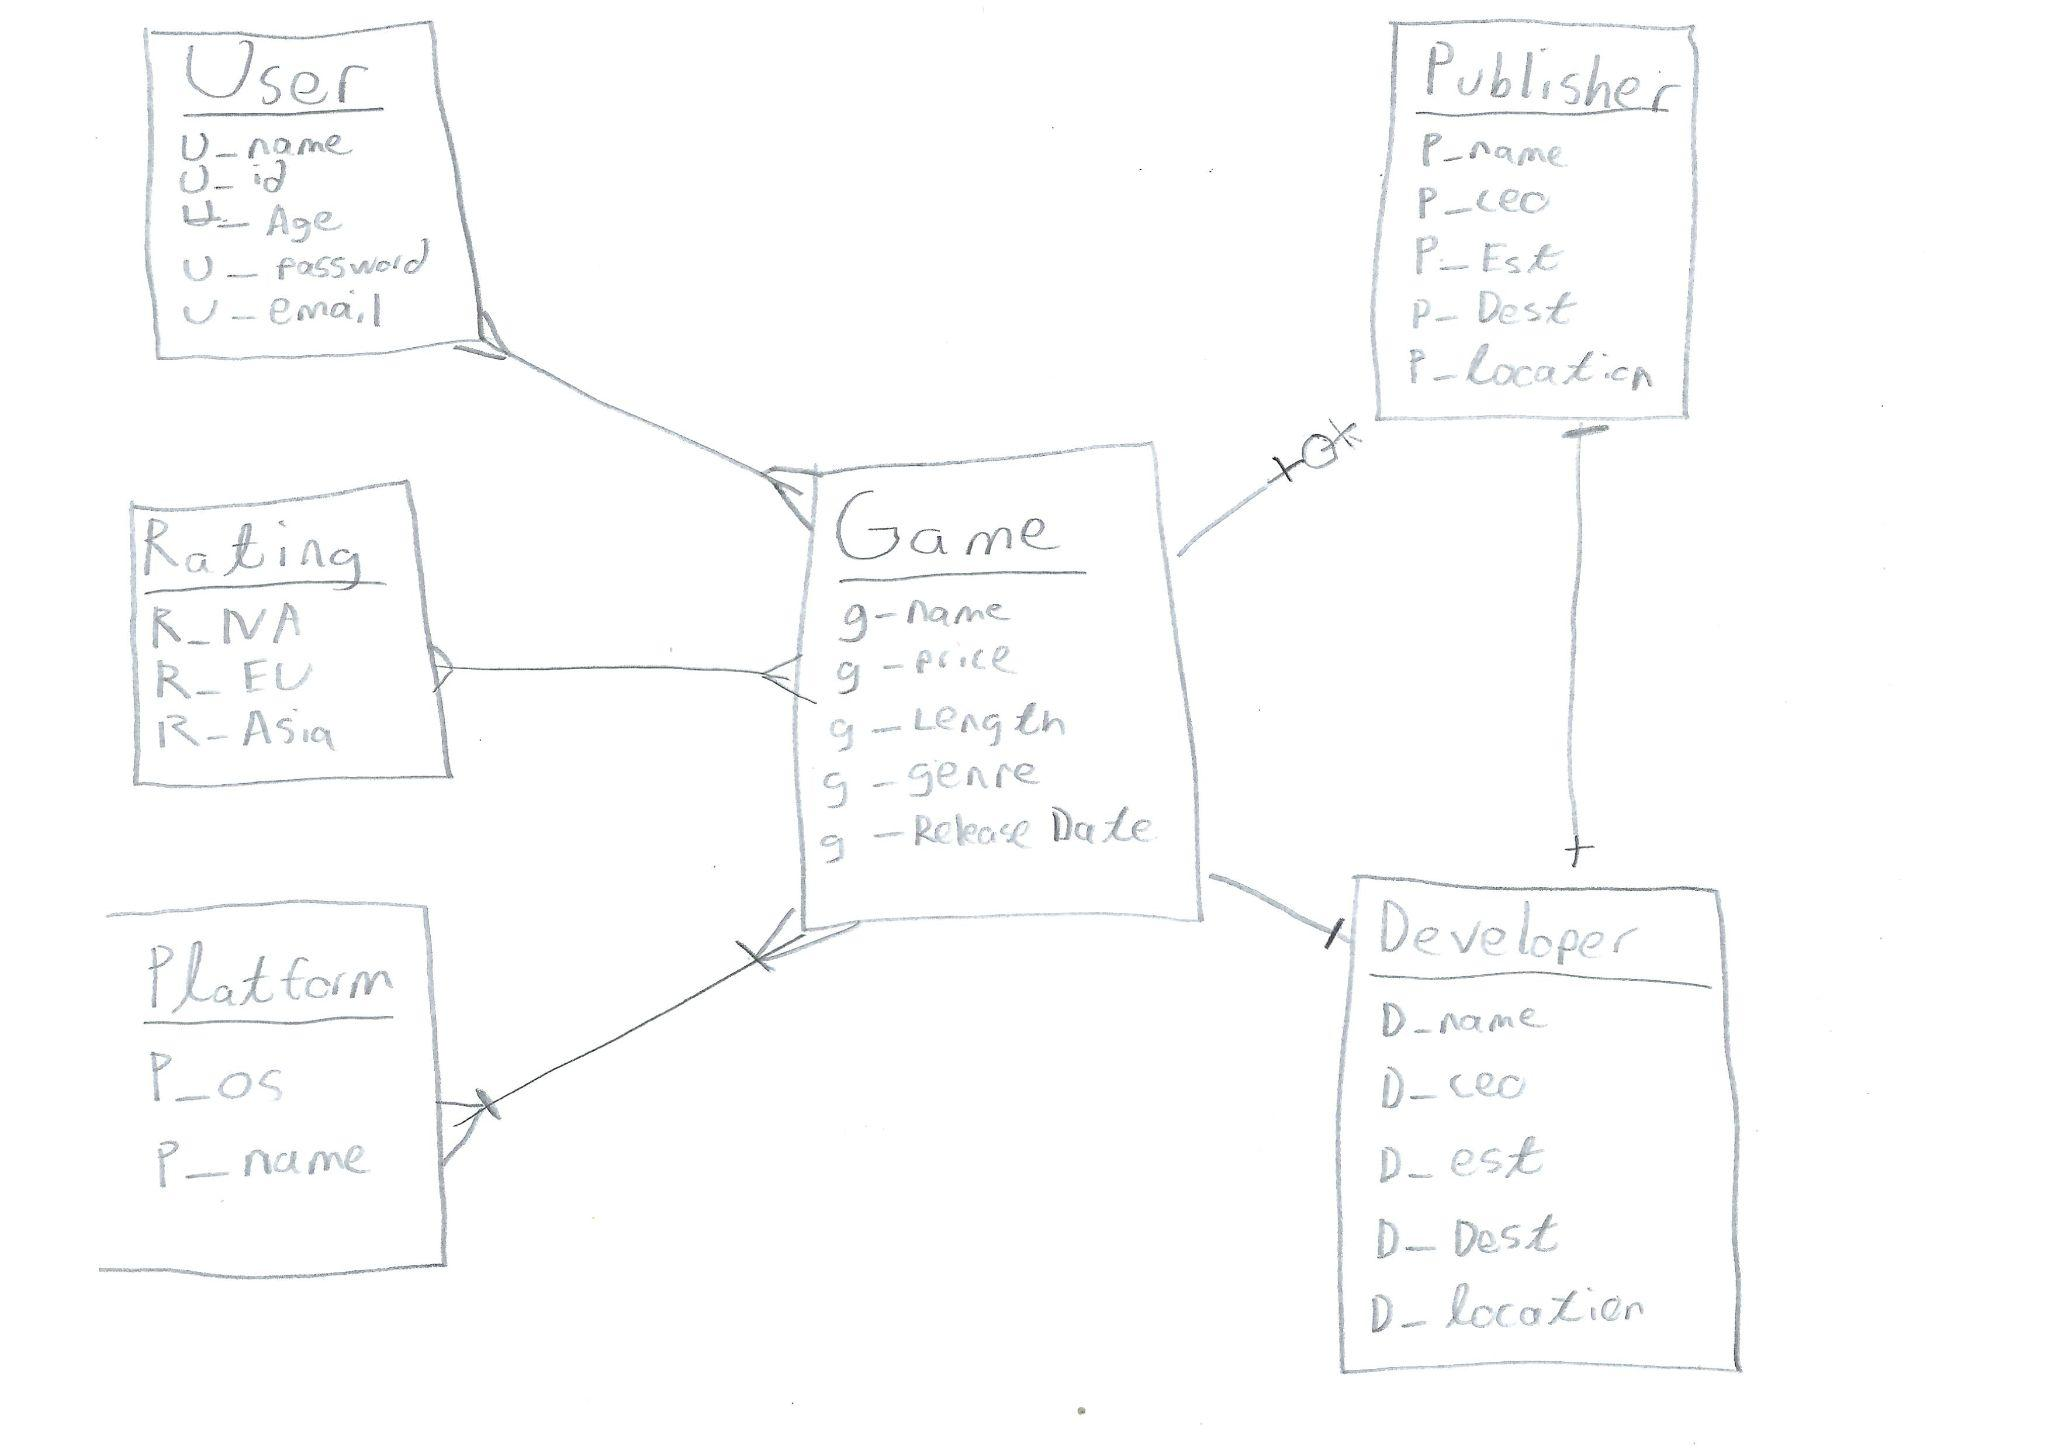 User
U_name
U_id
U_Age
U_password
U_email
Publisher
P_name
P_ceo
P_Est
P_Dest
P_location
Rating
R_NA
R_EU
R_Asia
Game
g-name
g-price
g-Length
g-genre
g-Release Date
Platform
P_os
P_name
Developer
D_name
D_ceo
D_est
D_Dest
D_location